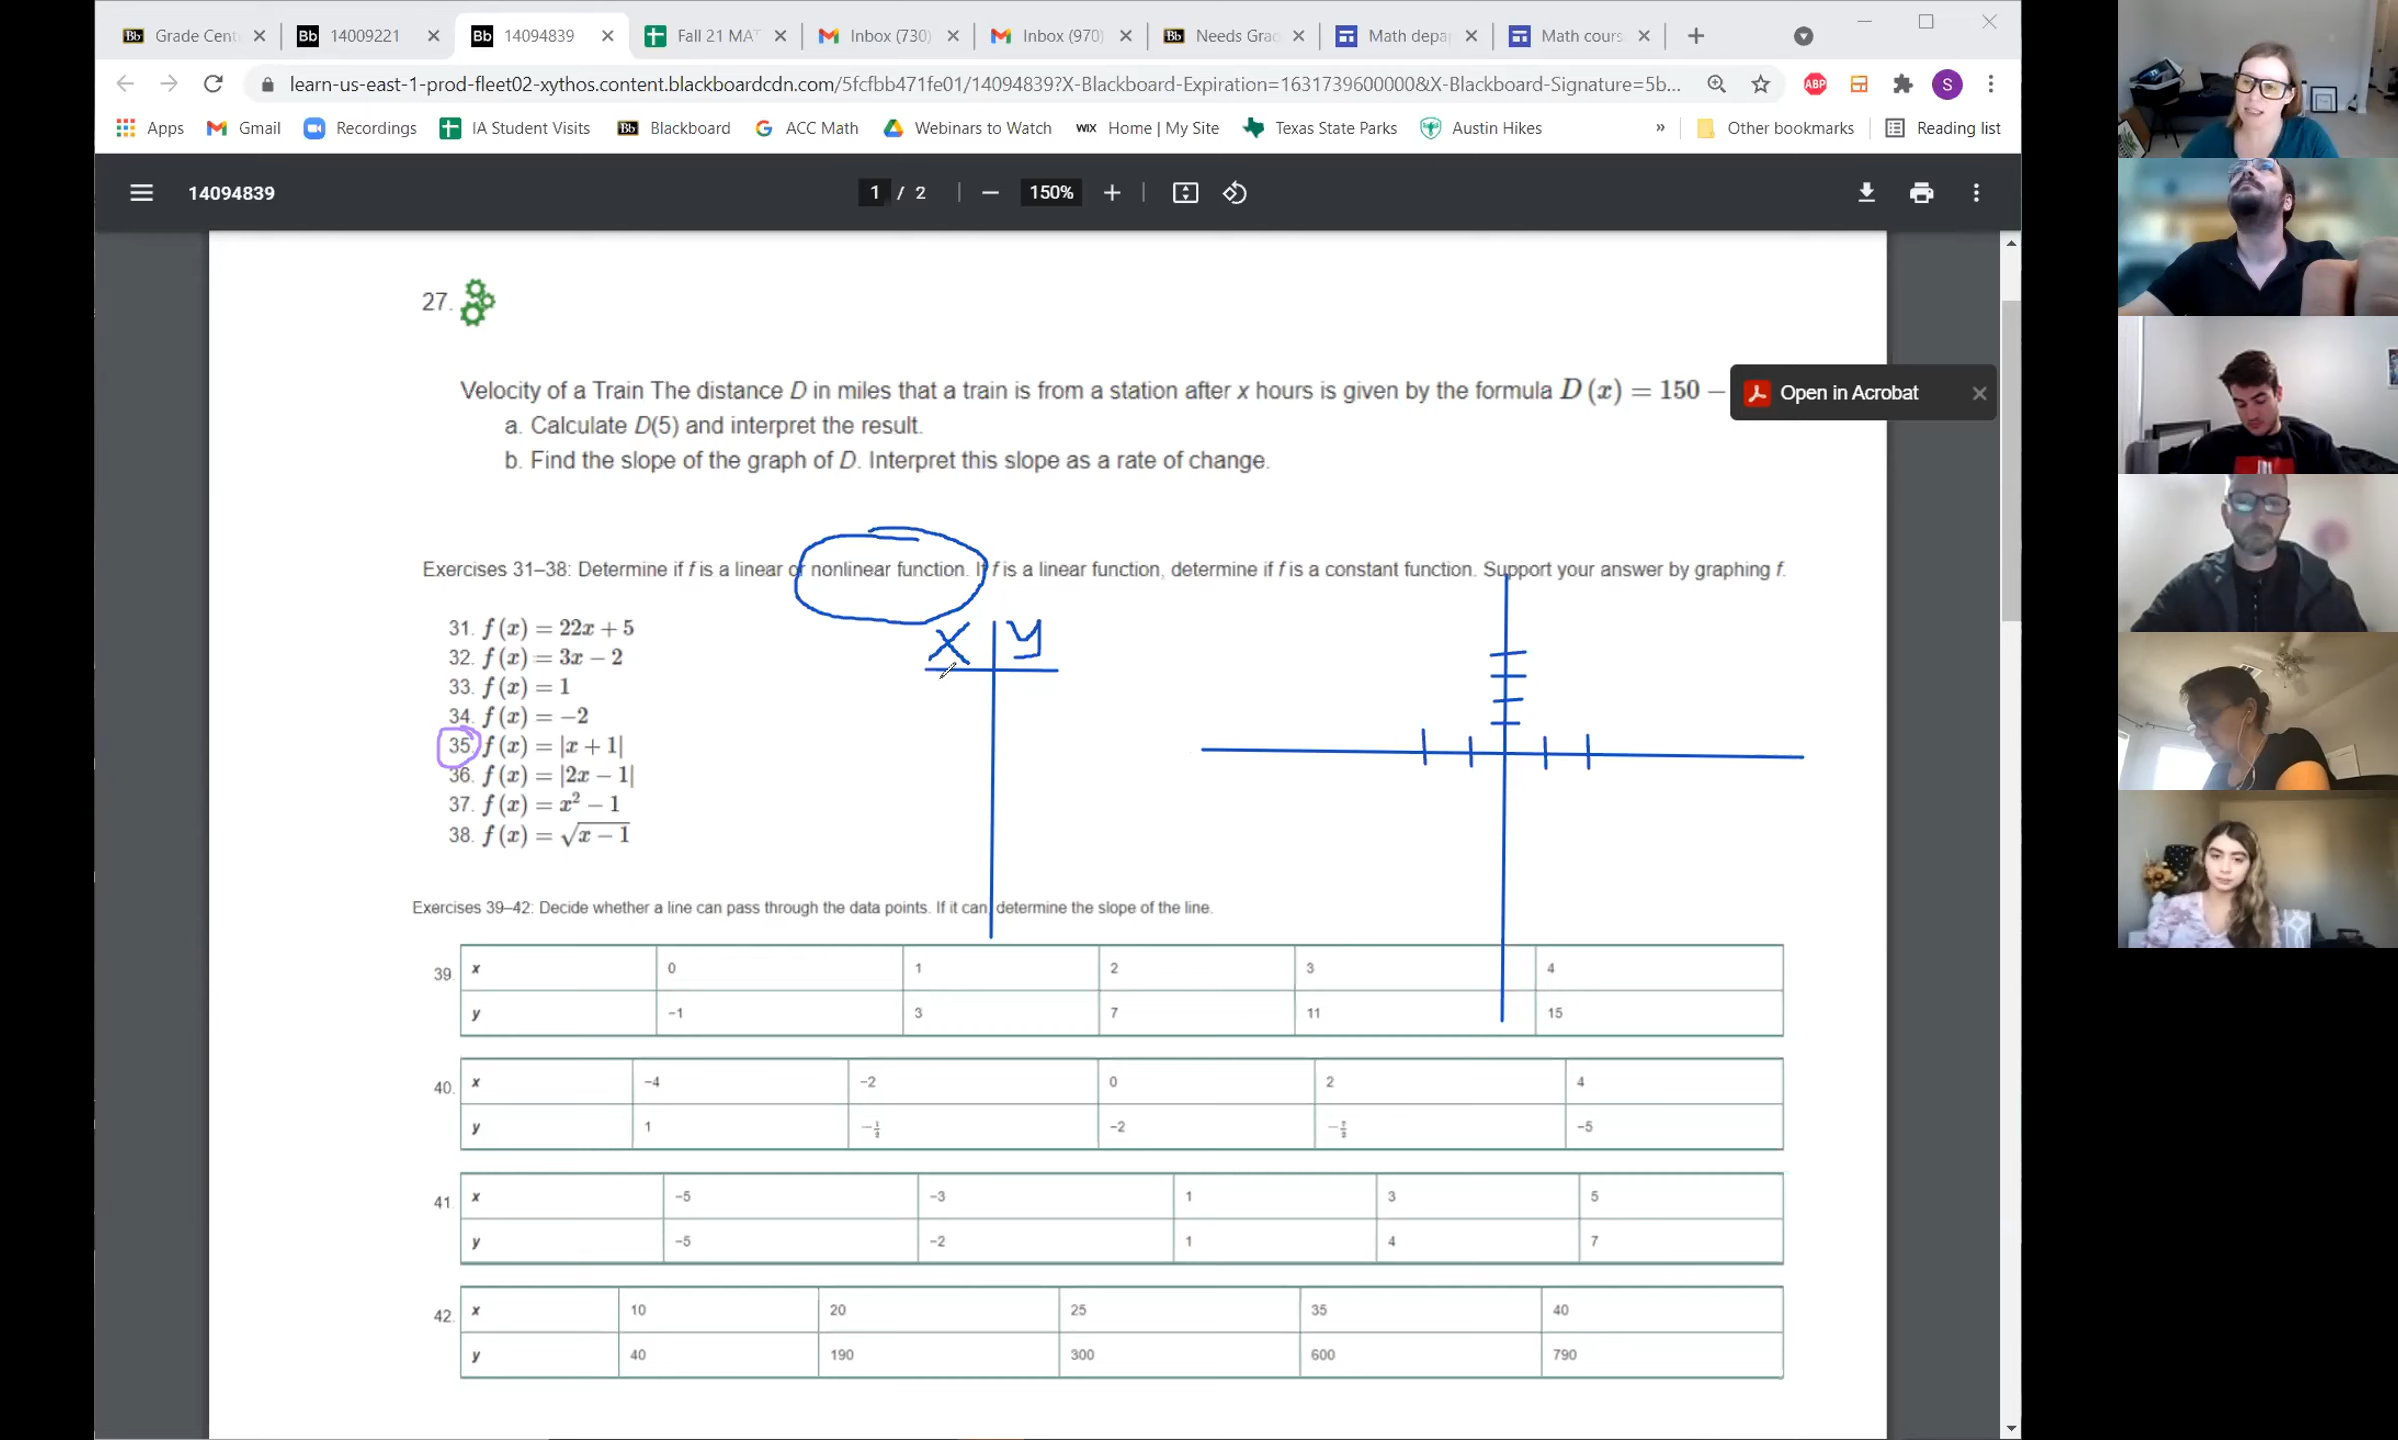 Grade Cent
14009221
14094839
Fall 21 MAT
Inbox (730)
Inbox (970)
Needs Grad
Math depa
Math cours
learn-us-east-1-prod-fleet02-xythos.content.blackboardcdn.com/5fcfbb471fe01/14094839?X-Blackboard-Expiration=1631739600000&X-Blackboard-Signature=5b...
ABP
S
Apps
Gmail
Recordings
IA Student Visits
Bb Blackboard
ACC Math
Webinars to Watch
WIX Home | My Site
Texas State Parks
Austin Hikes
»
Other bookmarks
Reading list
14094839
1 / 2
150%
27.
Velocity of a Train The distance D in miles that a train is from a station after x hours is given by the formula D (x) = 150 −
Open in Acrobat
a. Calculate D(5) and interpret the result.
b. Find the slope of the graph of D. Interpret this slope as a rate of change.
Exercises 31–38: Determine if f is a linear or nonlinear function. If f is a linear function, determine if f is a constant function. Support your answer by graphing f.
31. f (x) = 22x + 5
32. f (x) = 3x − 2
33. f (x) = 1
34. f (x) = −2
35. f (x) = |x + 1|
36. f (x) = |2x − 1|
37. f (x) = x² − 1
38. f (x) = √x − 1
X y
Exercises 39–42: Decide whether a line can pass through the data points. If it can, determine the slope of the line.
39. x 0 1 2 3 4
y −1 3 7 11 15
40. x −4 −2 0 2 4
y 1 −1/2 −2 −7/2 −5
41. x −5 −3 1 3 5
y −5 −2 1 4 7
42. x 10 20 25 35 40
y 40 190 300 600 790